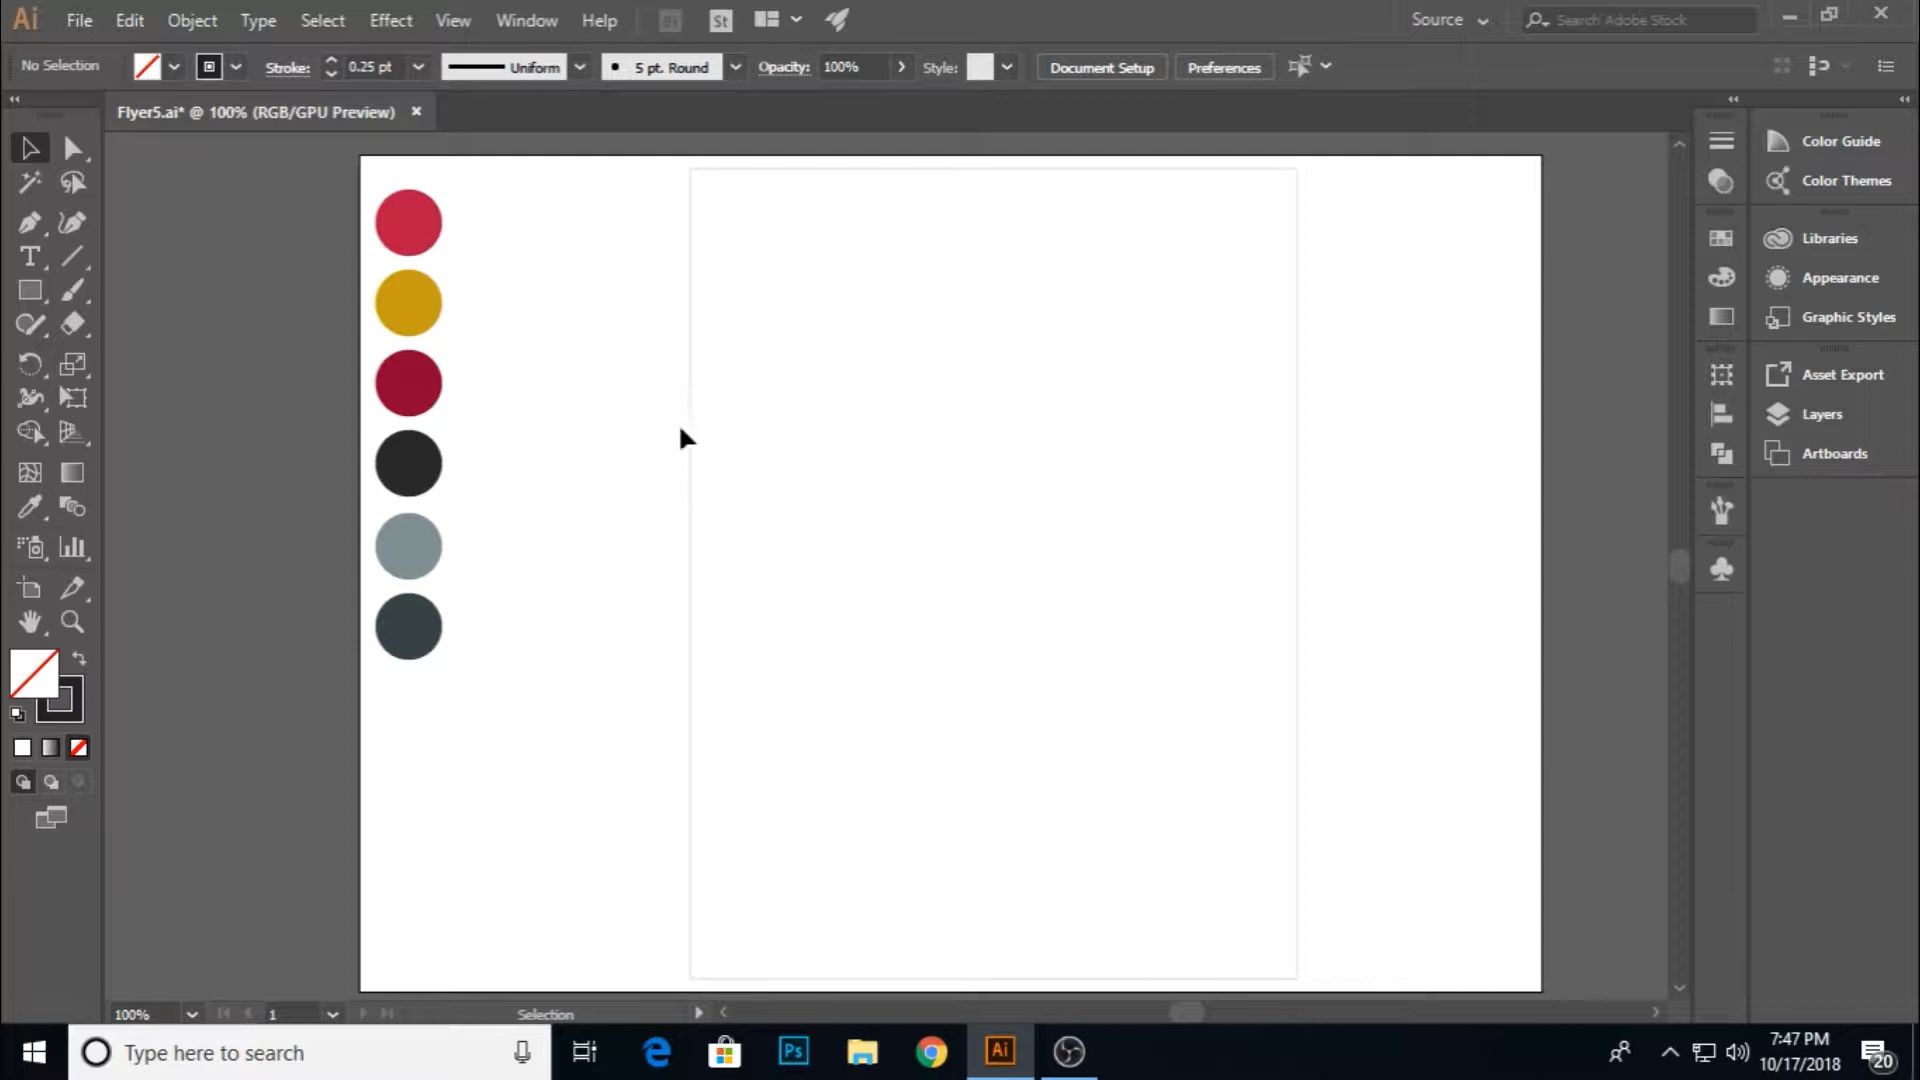 Ai File Edit Object Type Select Effect View Window Help Br St Source Search Adobe Stock
No Selection Stroke: 0.25 pt Uniform 5 pt. Round Opacity: 100% Style: Document Setup Preferences
Flyer5.ai* @ 100% (RGB/GPU Preview)
Color Guide
Color Themes
Libraries
Appearance
Graphic Styles
Asset Export
Layers
Artboards
T
100% 1 Selection
Type here to search Ps Ai 7:47 PM
10/17/2018 20